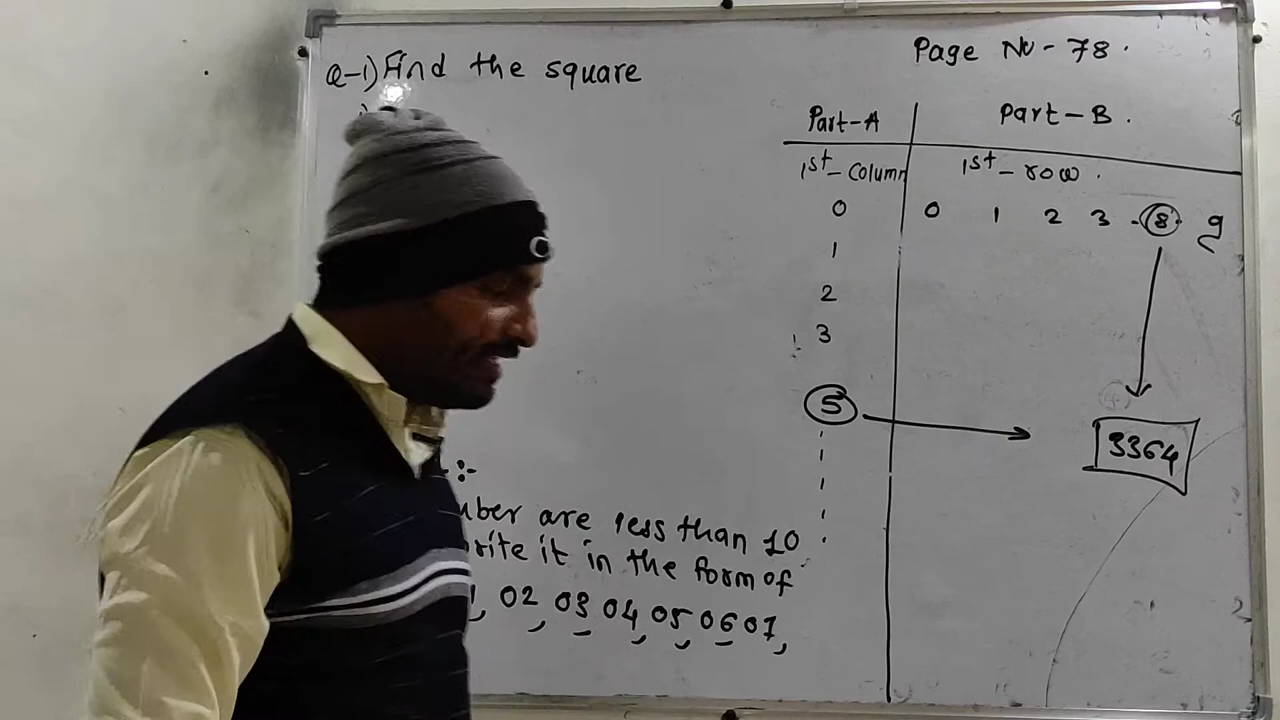 Q-1) Find the square
Page No - 78.
Part-A
Part-B.
1st-Column
1st-row.
0 0 1 2 3 8 9
1
2
3
5
3364
are less than 10
it in the form of
02 03 04 05 06 07,